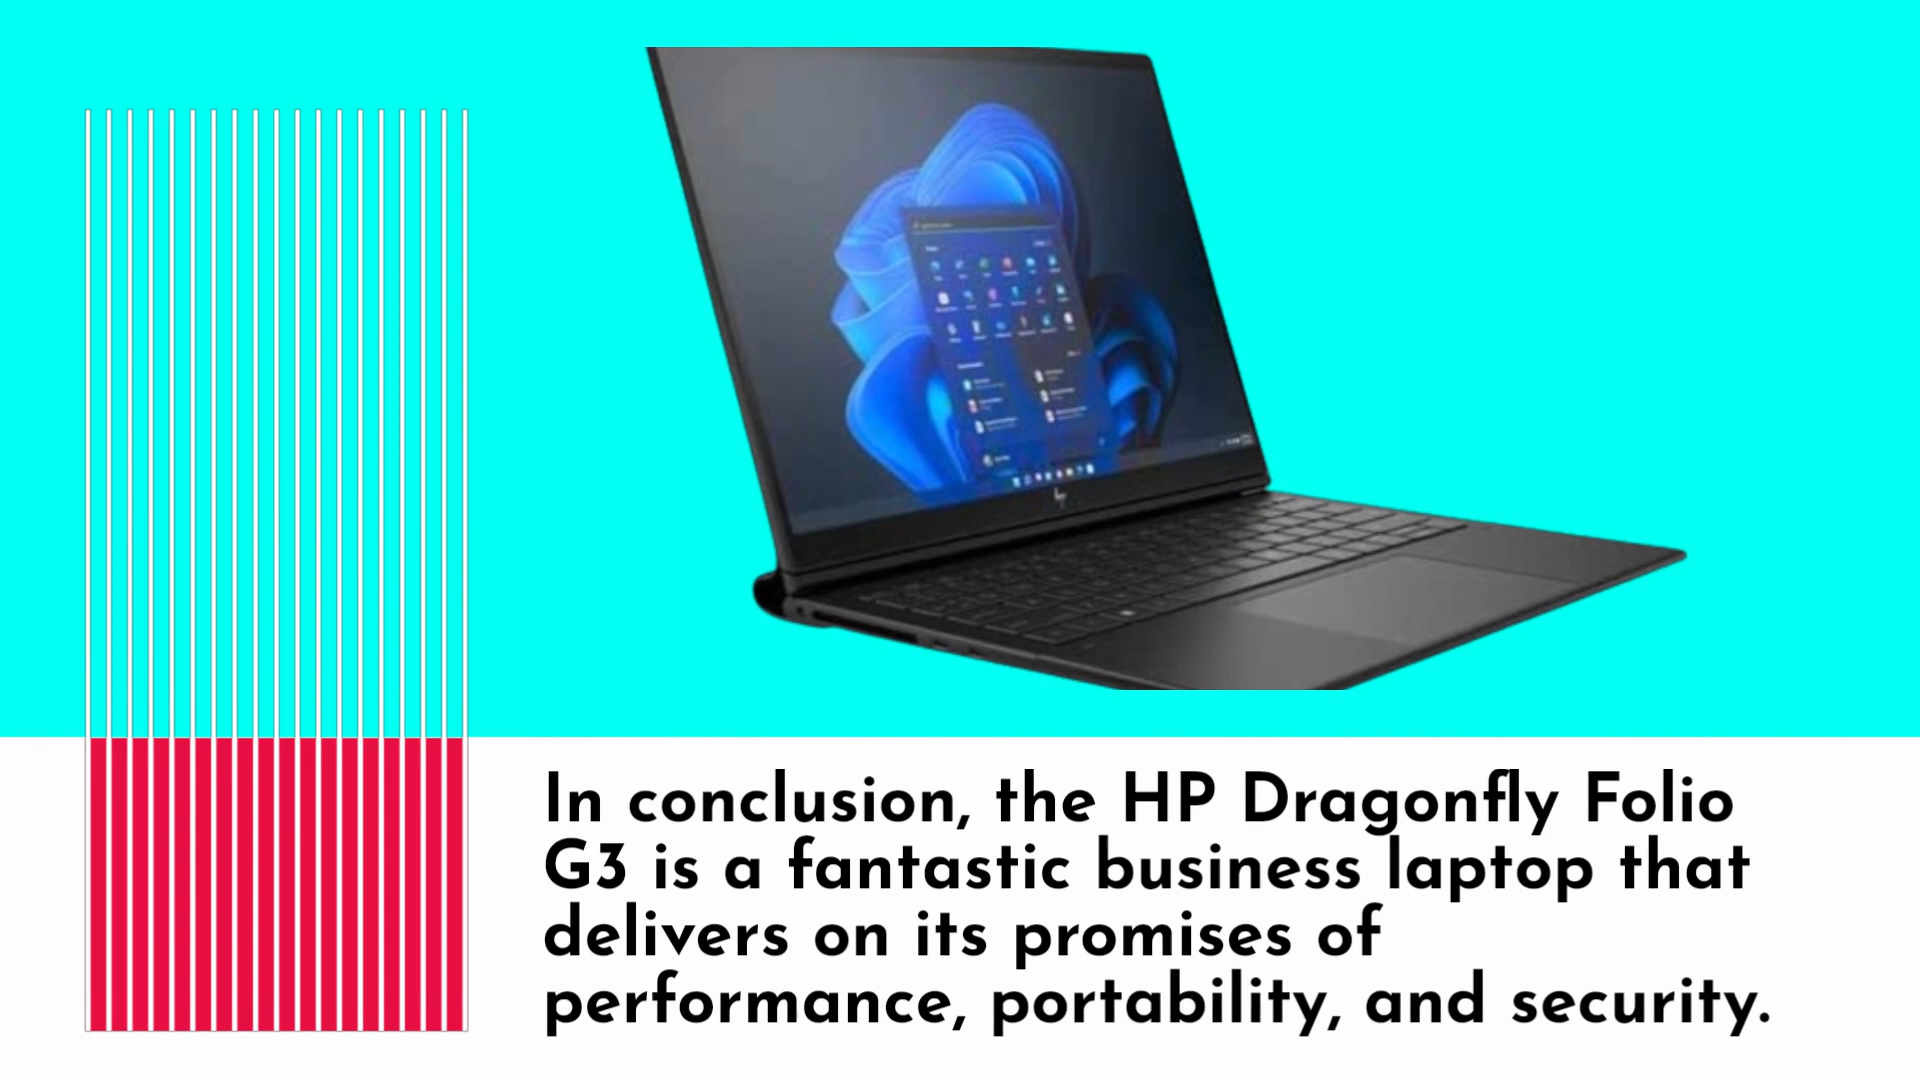 In conclusion, the HP Dragonfly Folio
G3 is a fantastic business laptop that
delivers on its promises of
performance, portability, and security.